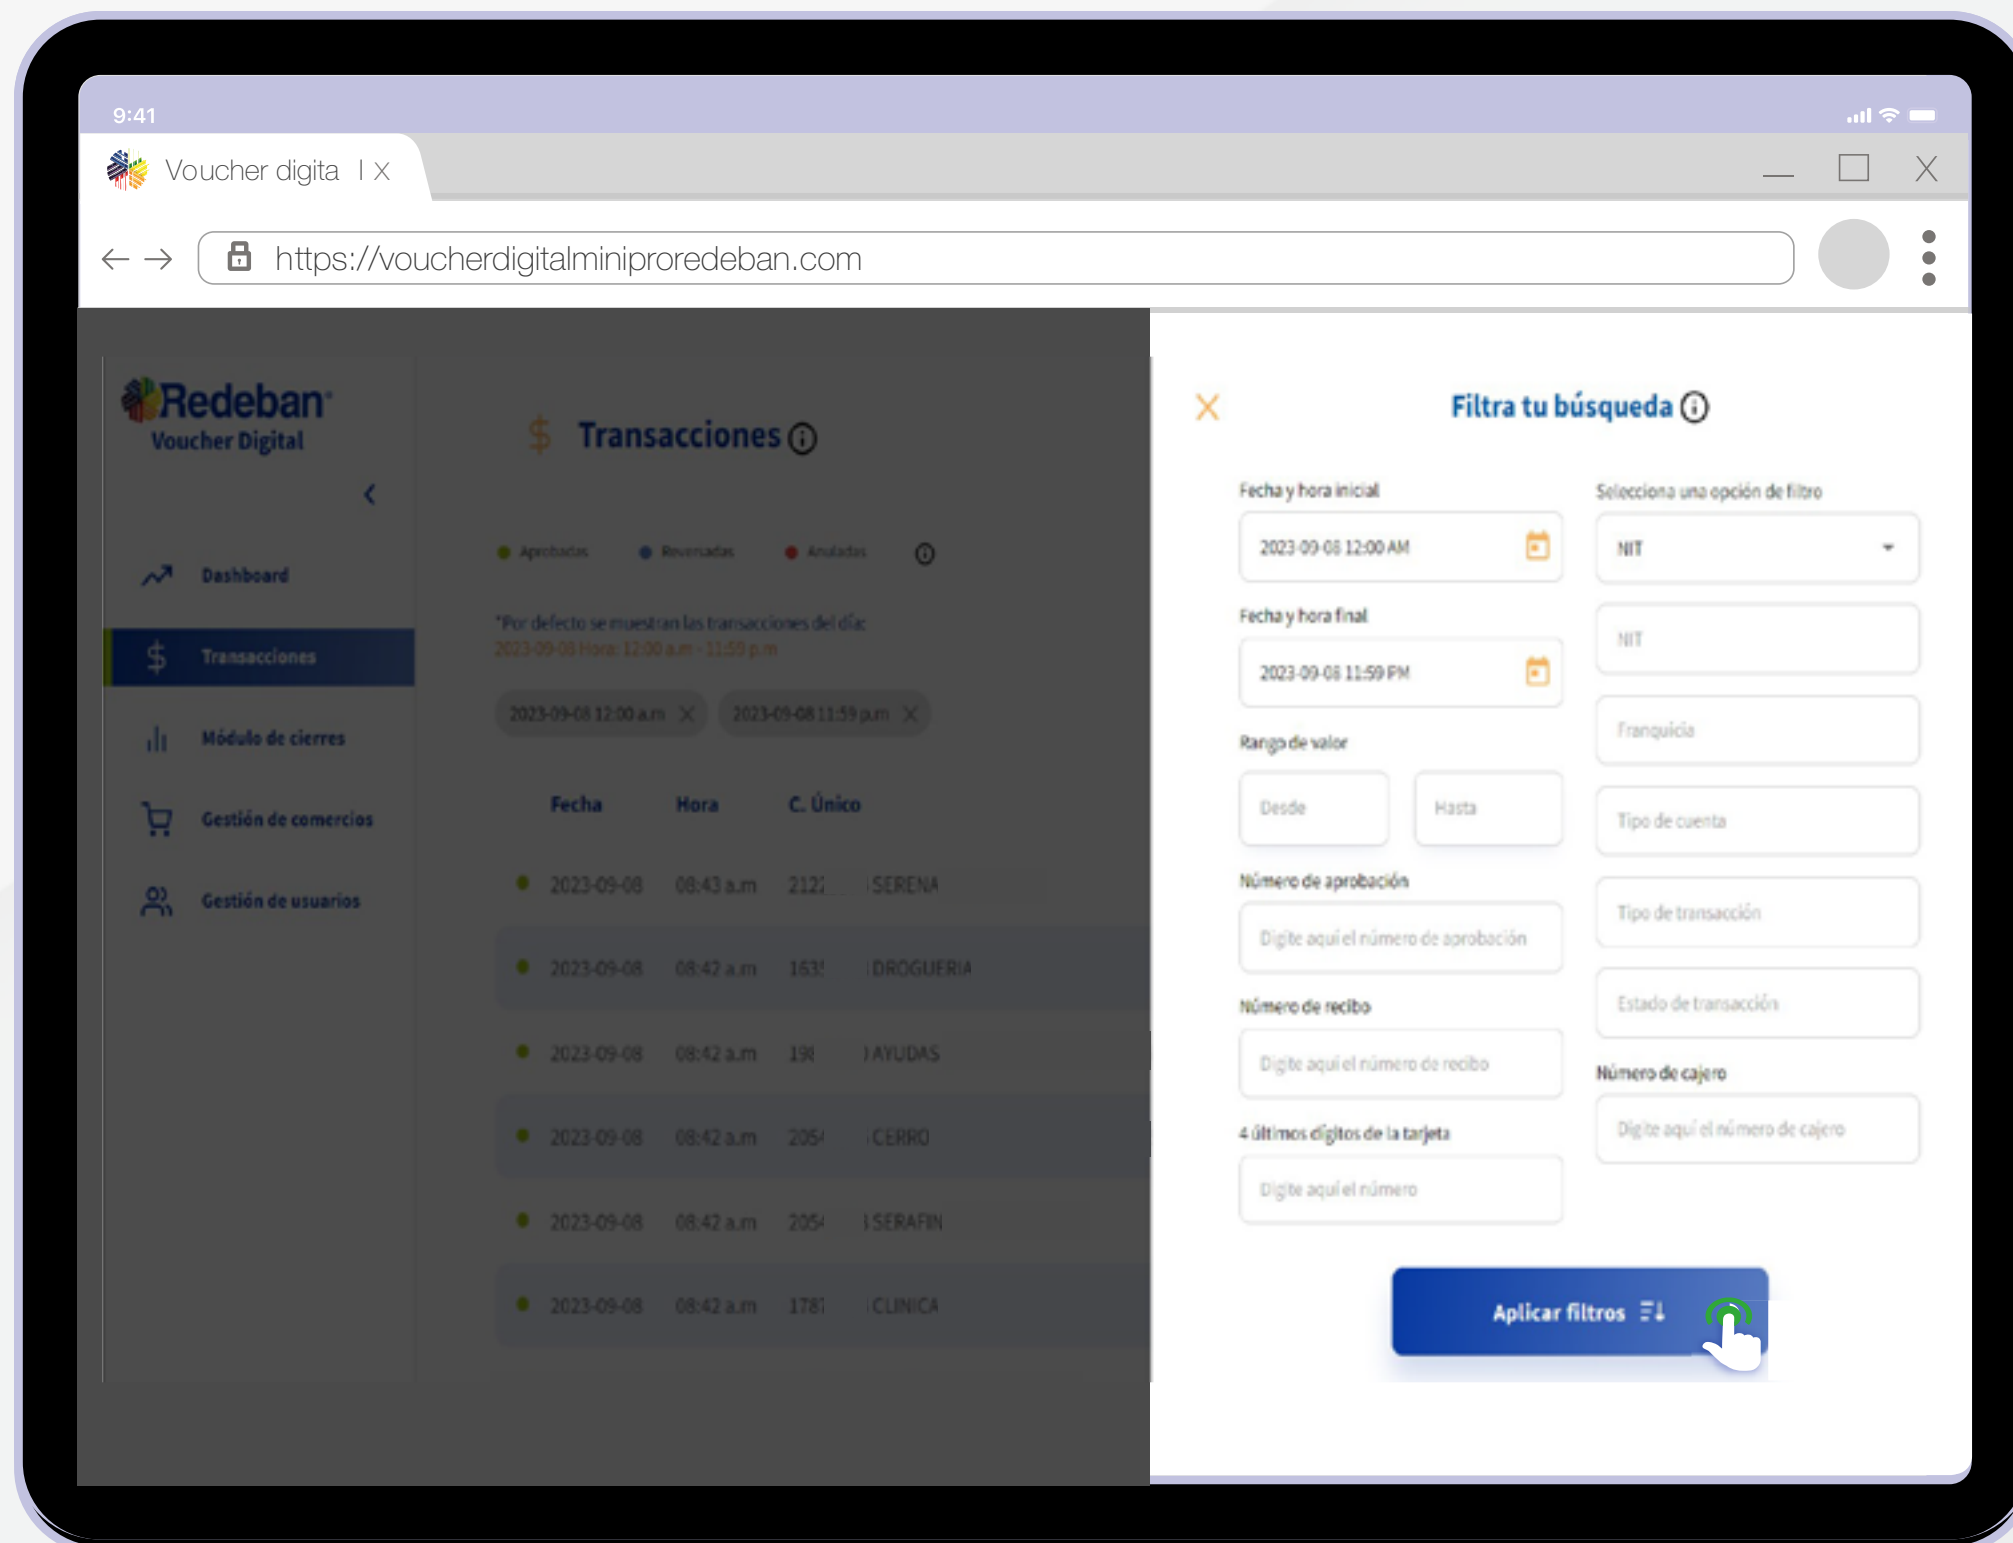 9:41
Voucher digita l X
https://voucherdigitalminiproredeban.com
Redeban
Voucher Digital
Dashboard
Transacciones
Módulo de cierres
Gestión de comercios
Gestión de usuarios
Transacciones
Aprobadas Reversadas Anuladas
*Por defecto se muestran las transacciones del día:
2023-09-08 Hora: 12:00 a.m - 11:59 p.m
2023-09-08 12:00 a.m X 2023-09-08 11:59 p.m X
Fecha Hora C. Único
2023-09-08 08:43 a.m 212 SERENA
2023-09-08 08:42 a.m 163 DROGUERIA
2023-09-08 08:42 a.m 19 AYUDAS
2023-09-08 08:42 a.m 205 CERRO
2023-09-08 08:42 a.m 205 SERAFIN
2023-09-08 08:42 a.m 178 CLINICA
Filtra tu búsqueda
Fecha y hora inicial
2023-09-08 12:00 AM
Fecha y hora final
2023-09-08 11:59 PM
Rango de valor
Desde Hasta
Número de aprobación
Digite aquí el número de aprobación
Número de recibo
Digite aquí el número de recibo
4 últimos dígitos de la tarjeta
Digite aquí el número
Selecciona una opción de filtro
NIT
NIT
Franquicia
Tipo de cuenta
Tipo de transacción
Estado de transacción
Número de cajero
Digite aquí el número de cajero
Aplicar filtros